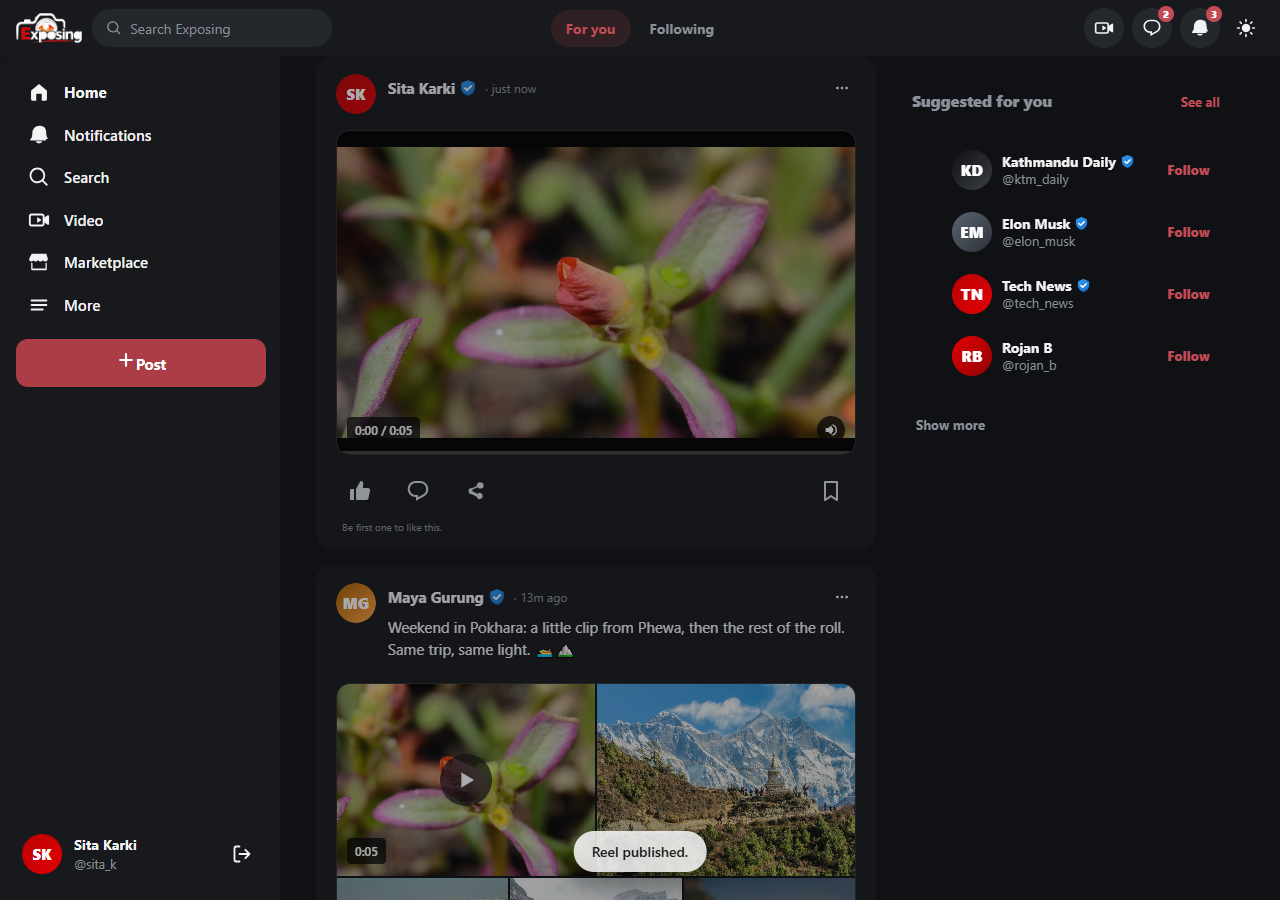 Exposing
Search Exposing
For you
Following
2
3
Home
Notifications
Search
Video
Marketplace
More
+ Post
SK
Sita Karki
@sita_k
SK
Sita Karki · just now
0:00 / 0:05
Be first one to like this.
MG
Maya Gurung · 13m ago
Weekend in Pokhara: a little clip from Phewa, then the rest of the roll.
Same trip, same light.
0:05
Reel published.
Suggested for you
See all
KD
Kathmandu Daily
@ktm_daily
Follow
EM
Elon Musk
@elon_musk
Follow
TN
Tech News
@tech_news
Follow
RB
Rojan B
@rojan_b
Follow
Show more